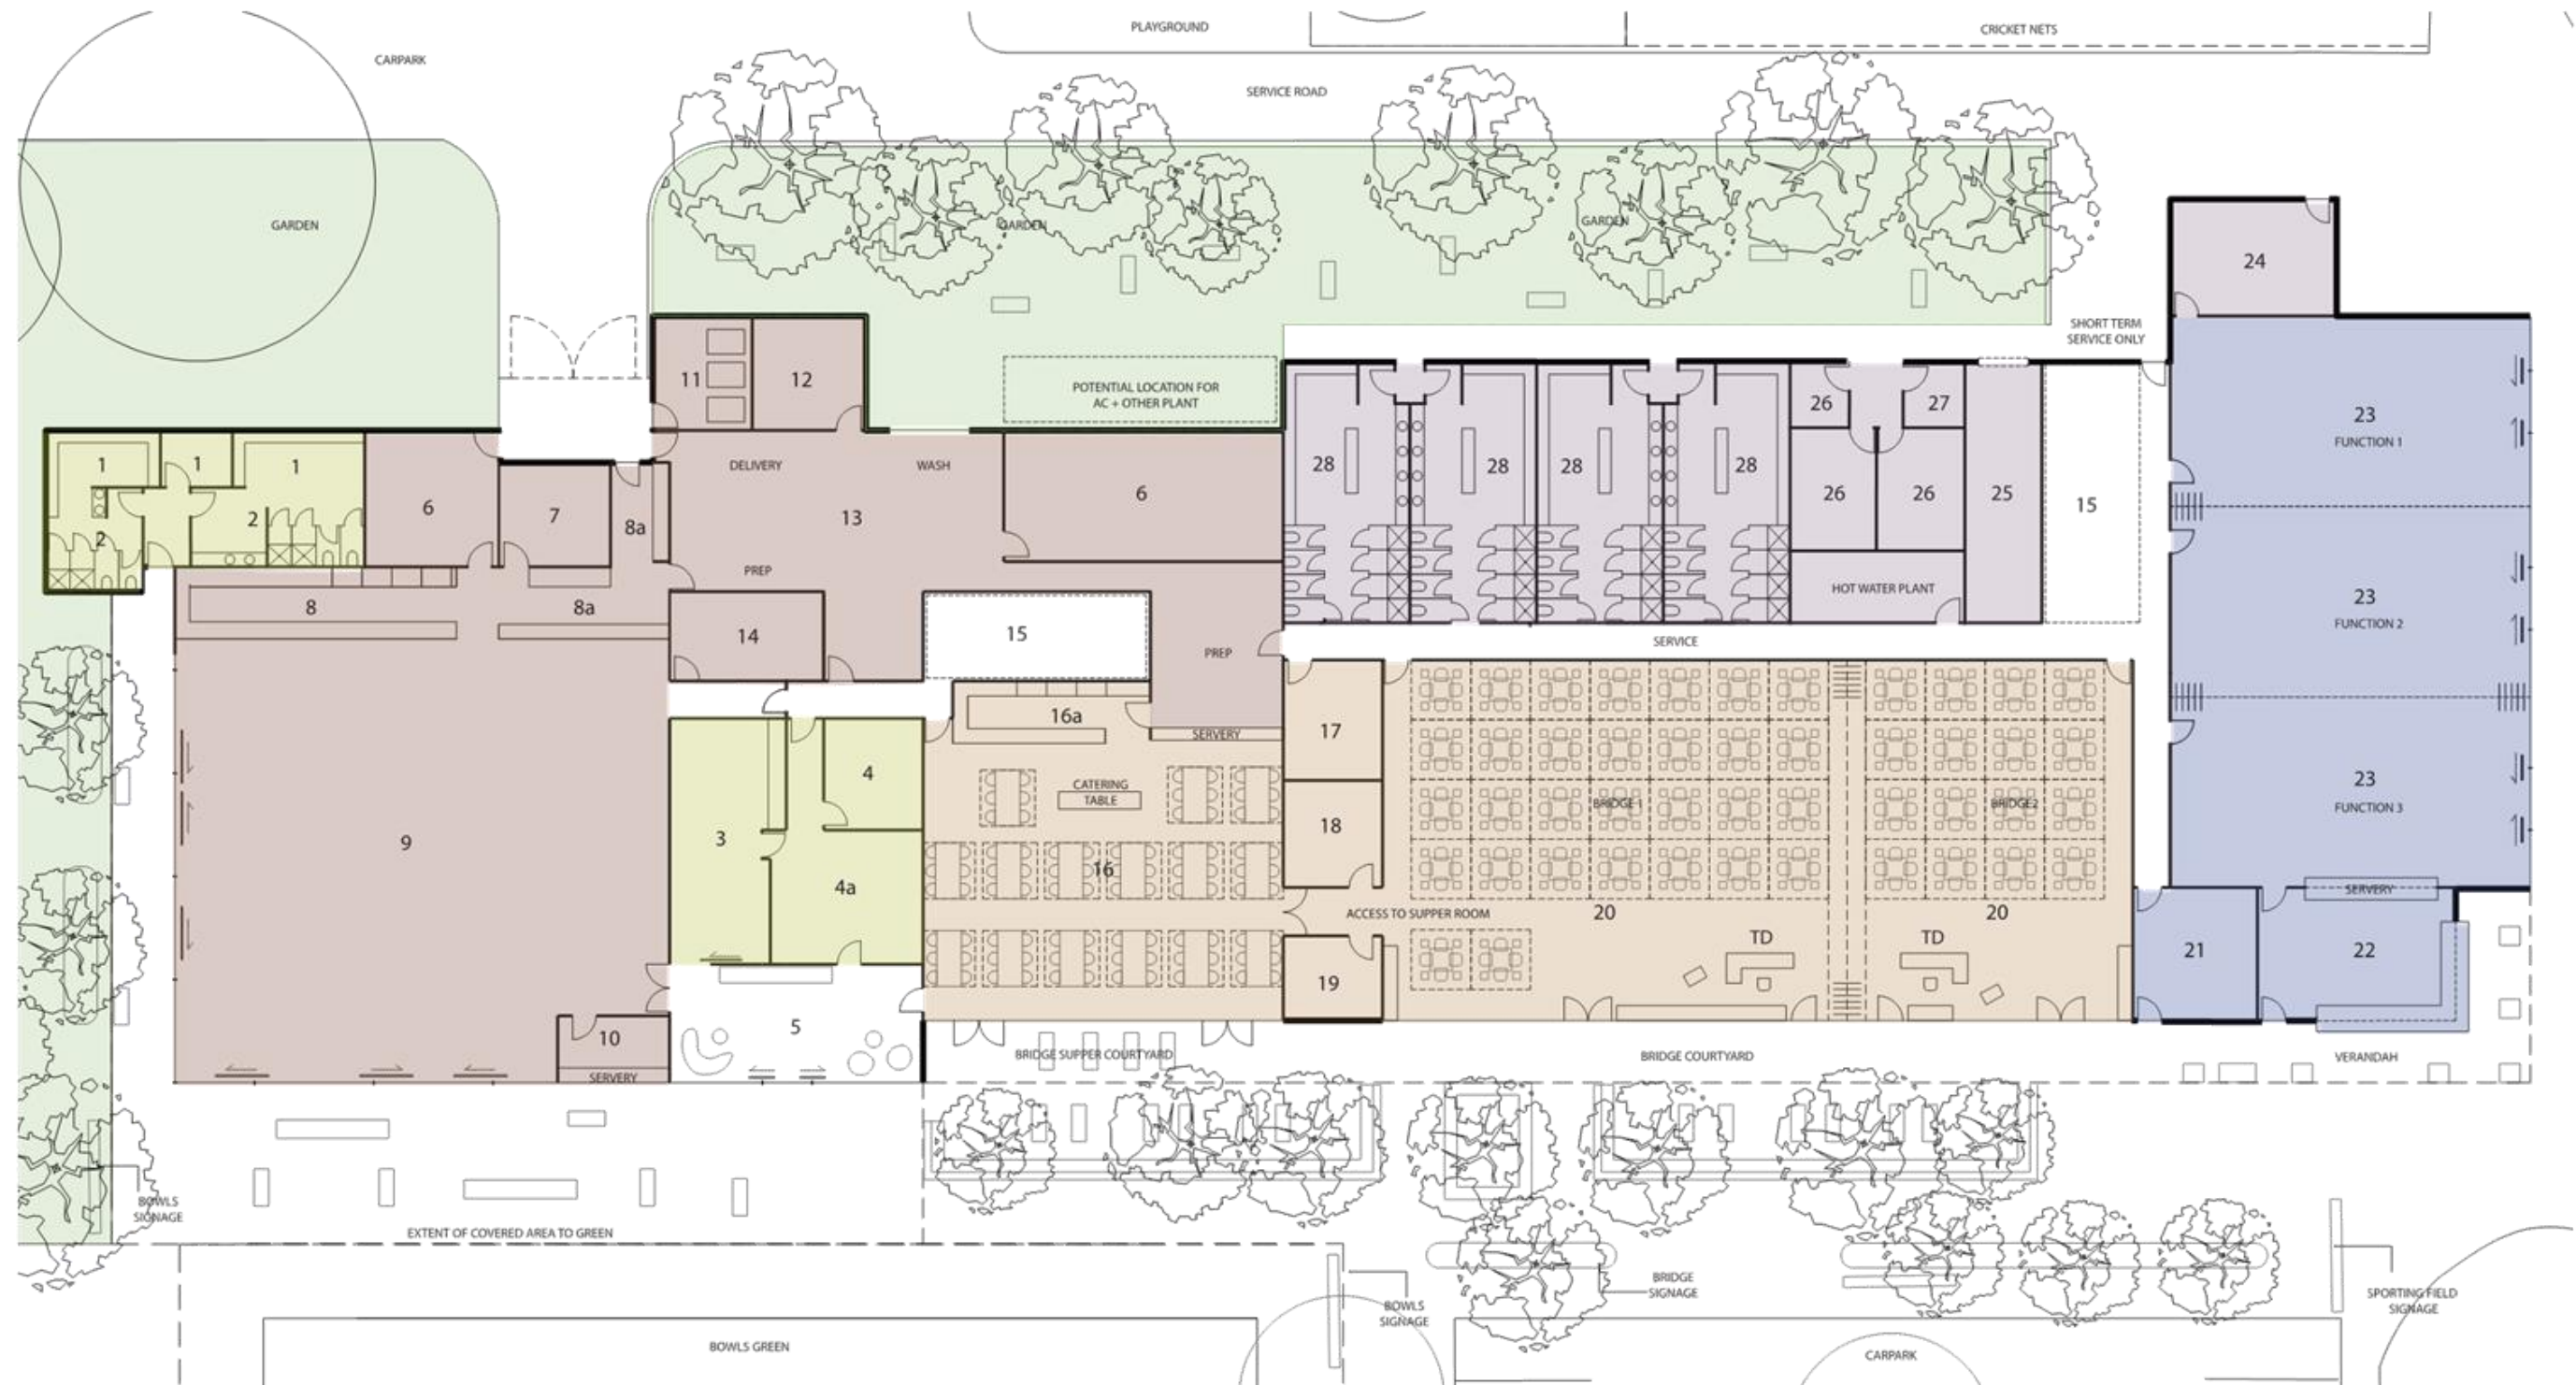 PLAYGROUND
CRICKET NETS
CARPARK
SERVICE ROAD
GARDEN
GARDEN
GARDEN
24
SHORT TERM
SERVICE ONLY
11
12
POTENTIAL LOCATION FOR
AC + OTHER PLANT
26
27
23
FUNCTION 1
1
1
1
DELIVERY
WASH
28
28
28
28
6
7
8a
13
6
26
26
25
15
2
2
PREP
HOT WATER PLANT
23
FUNCTION 2
8
8a
14
15
PREP
SERVICE
16a
SERVERY
17
4
CATERING
TABLE
BRIDGE 1
BRIDGE2
23
FUNCTION 3
9
3
18
16
4a
SERVERY
ACCESS TO SUPPER ROOM
20
20
TD
TD
21
22
19
10
5
SERVERY
BRIDGE SUPPER COURTYARD
BRIDGE COURTYARD
VERANDAH
BOWLS
SIGNAGE
EXTENT OF COVERED AREA TO GREEN
BRIDGE
SIGNAGE
BOWLS
SIGNAGE
SPORTING FIELD
SIGNAGE
BOWLS GREEN
CARPARK